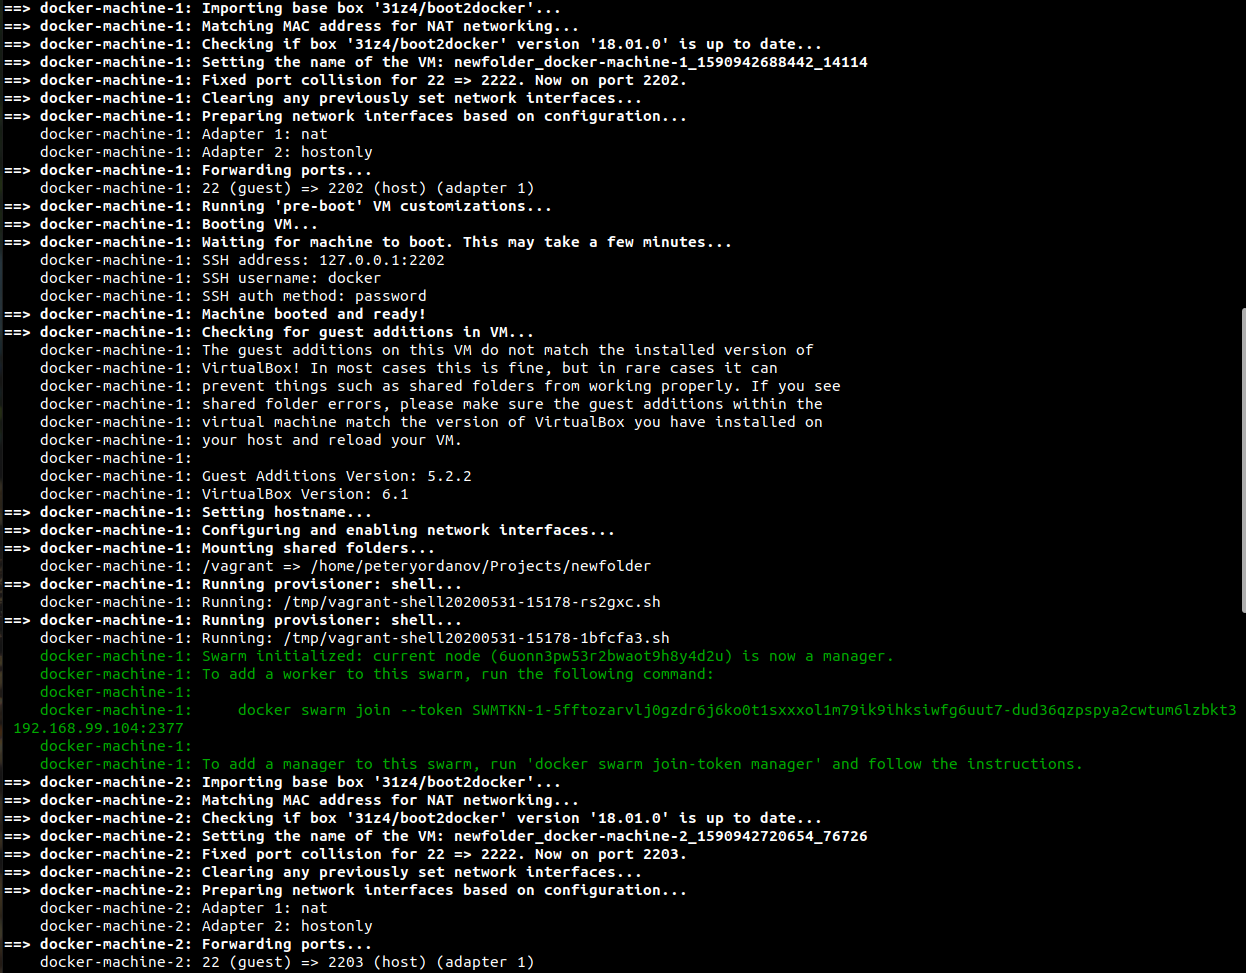 ==> docker-machine-1: Importing base box '31z4/boot2docker'...
==> docker-machine-1: Matching MAC address for NAT networking...
==> docker-machine-1: Checking if box '31z4/boot2docker' version '18.01.0' is up to date...
==> docker-machine-1: Setting the name of the VM: newfolder_docker-machine-1_1590942688442_14114
==> docker-machine-1: Fixed port collision for 22 => 2222. Now on port 2202.
==> docker-machine-1: Clearing any previously set network interfaces...
==> docker-machine-1: Preparing network interfaces based on configuration...
    docker-machine-1: Adapter 1: nat
    docker-machine-1: Adapter 2: hostonly
==> docker-machine-1: Forwarding ports...
    docker-machine-1: 22 (guest) => 2202 (host) (adapter 1)
==> docker-machine-1: Running 'pre-boot' VM customizations...
==> docker-machine-1: Booting VM...
==> docker-machine-1: Waiting for machine to boot. This may take a few minutes...
    docker-machine-1: SSH address: 127.0.0.1:2202
    docker-machine-1: SSH username: docker
    docker-machine-1: SSH auth method: password
==> docker-machine-1: Machine booted and ready!
==> docker-machine-1: Checking for guest additions in VM...
    docker-machine-1: The guest additions on this VM do not match the installed version of
    docker-machine-1: VirtualBox! In most cases this is fine, but in rare cases it can
    docker-machine-1: prevent things such as shared folders from working properly. If you see
    docker-machine-1: shared folder errors, please make sure the guest additions within the
    docker-machine-1: virtual machine match the version of VirtualBox you have installed on
    docker-machine-1: your host and reload your VM.
    docker-machine-1:
    docker-machine-1: Guest Additions Version: 5.2.2
    docker-machine-1: VirtualBox Version: 6.1
==> docker-machine-1: Setting hostname...
==> docker-machine-1: Configuring and enabling network interfaces...
==> docker-machine-1: Mounting shared folders...
    docker-machine-1: /vagrant => /home/peteryordanov/Projects/newfolder
==> docker-machine-1: Running provisioner: shell...
    docker-machine-1: Running: /tmp/vagrant-shell20200531-15178-rs2gxc.sh
==> docker-machine-1: Running provisioner: shell...
    docker-machine-1: Running: /tmp/vagrant-shell20200531-15178-1bfcfa3.sh
    docker-machine-1: Swarm initialized: current node (6uonn3pw53r2bwaot9h8y4d2u) is now a manager.
    docker-machine-1: To add a worker to this swarm, run the following command:
    docker-machine-1:
    docker-machine-1:     docker swarm join --token SWMTKN-1-5fftozarvlj0gzdr6j6ko0t1sxxxol1m79ik9ihksiwfg6uut7-dud36qzpspya2cwtum6lzbkt3
 192.168.99.104:2377
    docker-machine-1:
    docker-machine-1: To add a manager to this swarm, run 'docker swarm join-token manager' and follow the instructions.
==> docker-machine-2: Importing base box '31z4/boot2docker'...
==> docker-machine-2: Matching MAC address for NAT networking...
==> docker-machine-2: Checking if box '31z4/boot2docker' version '18.01.0' is up to date...
==> docker-machine-2: Setting the name of the VM: newfolder_docker-machine-2_1590942720654_76726
==> docker-machine-2: Fixed port collision for 22 => 2222. Now on port 2203.
==> docker-machine-2: Clearing any previously set network interfaces...
==> docker-machine-2: Preparing network interfaces based on configuration...
    docker-machine-2: Adapter 1: nat
    docker-machine-2: Adapter 2: hostonly
==> docker-machine-2: Forwarding ports...
    docker-machine-2: 22 (guest) => 2203 (host) (adapter 1)